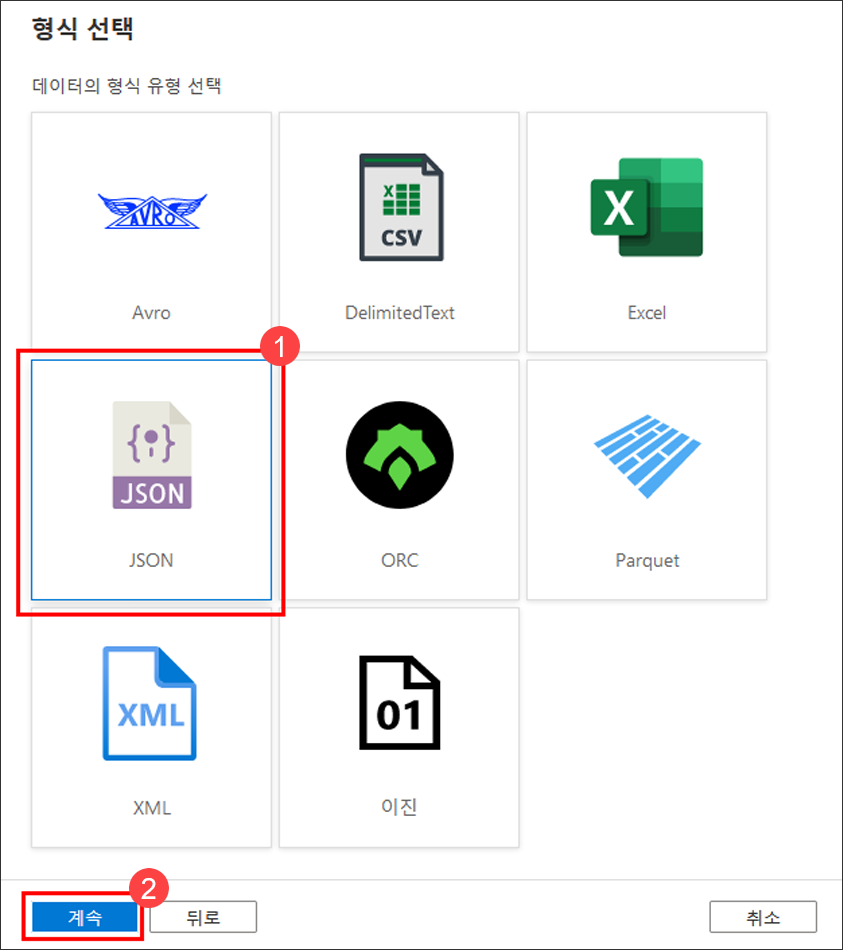 형식 선택
데이터의 형식 유형 선택
AVRO
X
CSV
X
Avro
DelimitedText
Excel
1
{:}
JSON
JSON
ORC
Parquet
XML
01
XML
이진
2
계속
뒤로
취소